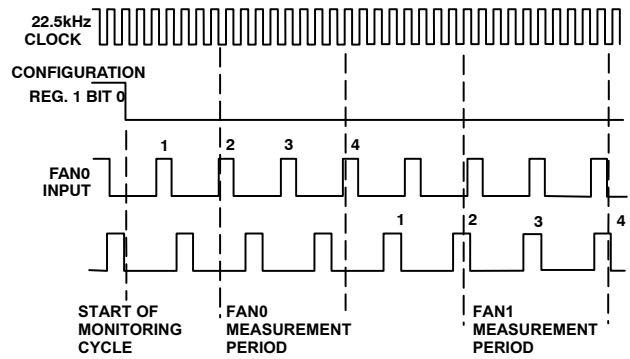 22.5kHz
CLOCK
CONFIGURATION
REG. 1 BIT 0
1 2 3 4
FAN0
INPUT
1 2 3 4
START OF
MONITORING
CYCLE
FAN0
MEASUREMENT
PERIOD
FAN1
MEASUREMENT
PERIOD